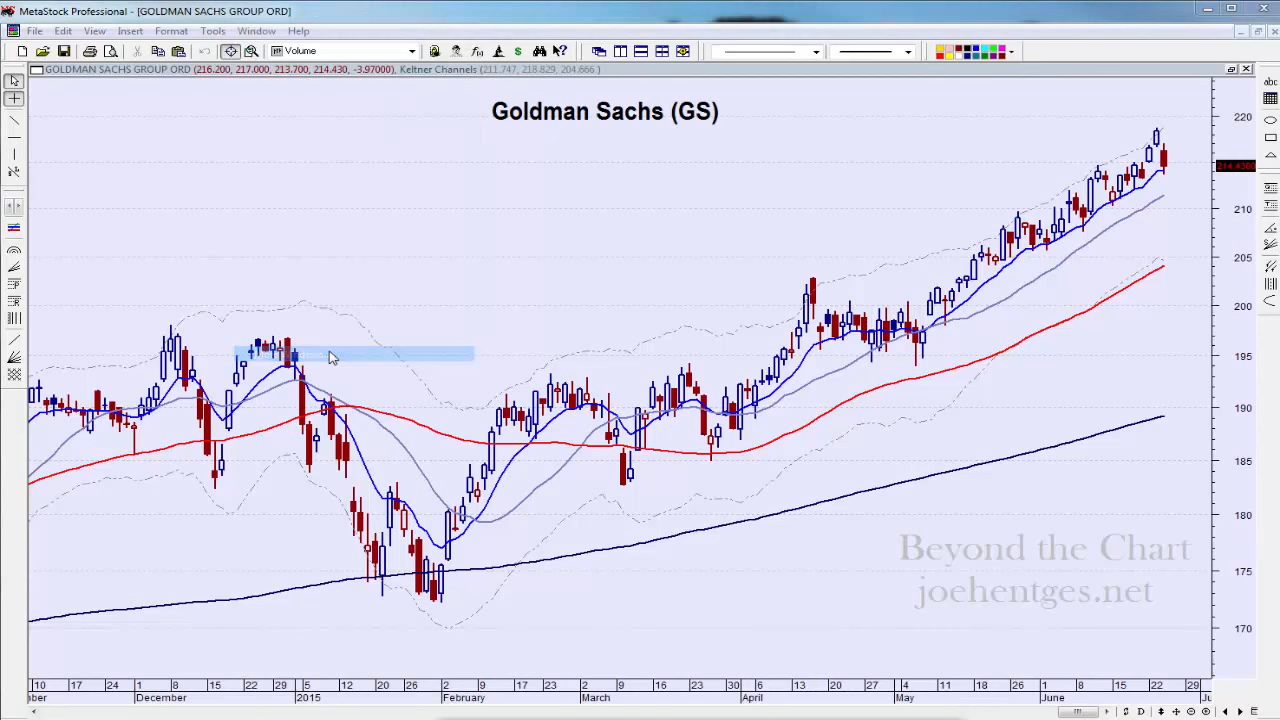 MetaStock Professional - [GOLDMAN SACHS GROUP ORD]
File Edit View Insert Format Tools Window Help
Volume
GOLDMAN SACHS GROUP ORD (216.200, 217.000, 213.700, 214.430, -3.97000), Keltner Channels (211.747, 218.829, 204.666 )
abc
Goldman Sachs (GS)
220
214.4300
210
205
200
195
190
185
180
175
170
Beyond the Chart
joehentges.net
10 17 24 1 8 15 22 29 5 12 20 26 2 9 17 23 2 9 16 23 30 6 13 20 27 4 11 18 26 1 8 15 22 29
mber December 2015 February March April May June Ju